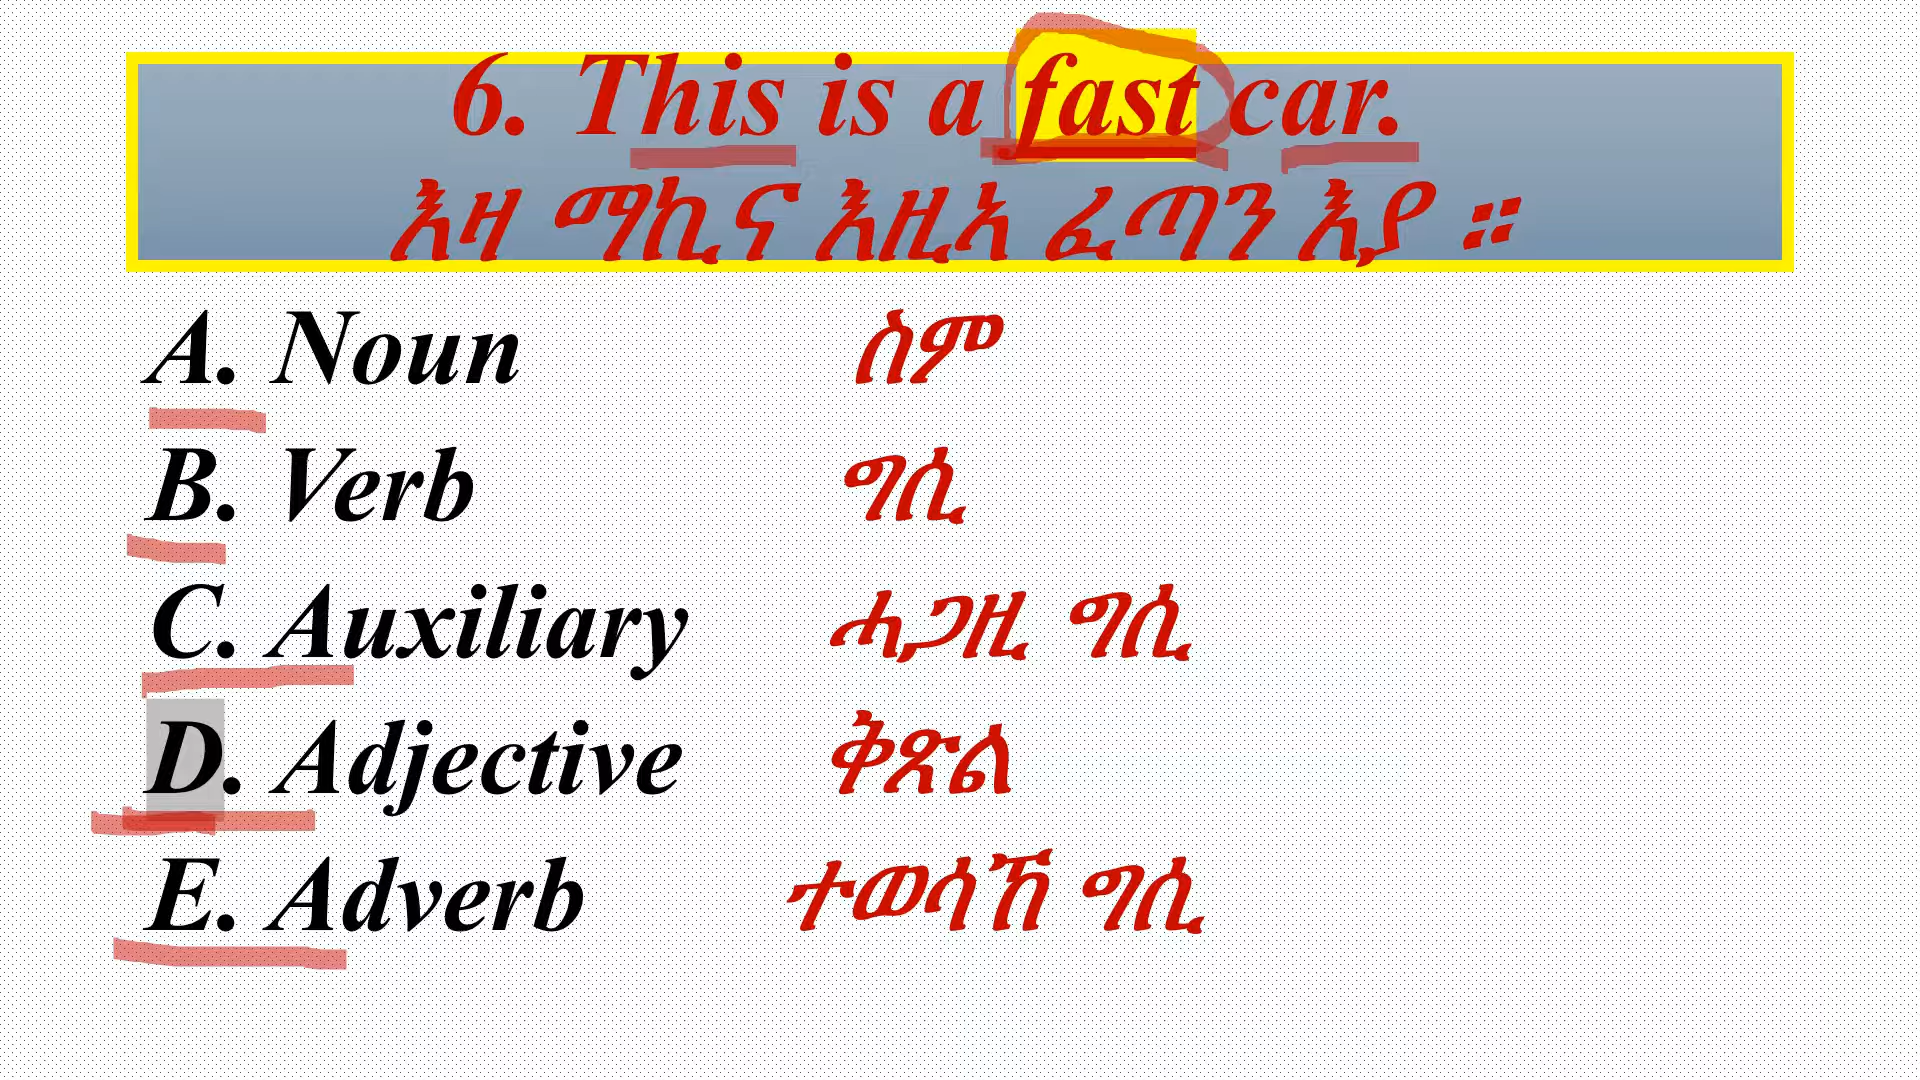 6. This is a fast car.
እዛ ማኪና እዚኣ ፈጣን እያ ።
A. Noun ስም
B. Verb ግሲ
C. Auxiliary ሓጋዚ ግሲ
D. Adjective ቅጽል
E. Adverb ተወሳኽ ግሲ